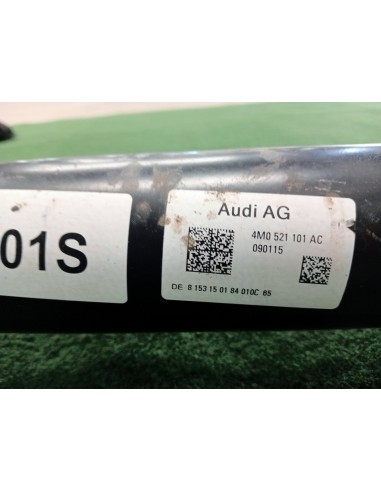 01S
Audi AG
4M0 521 101 AC
090115
DE 8 153 15 01 84 010C 65